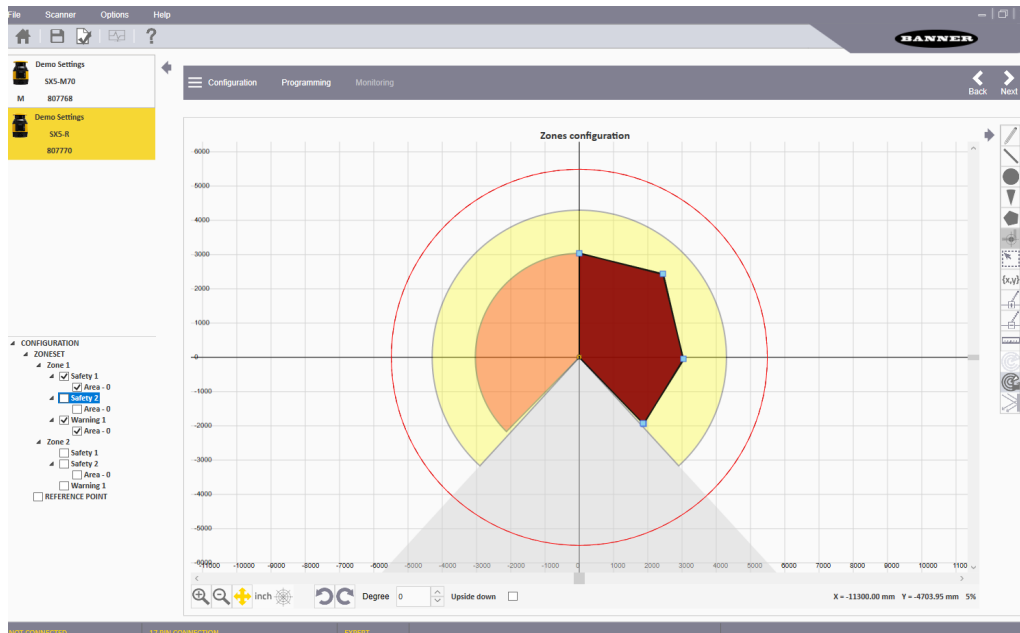 File Scanner Options Help
BANNER
Demo Settings
SX5-M70
M 807768
Demo Settings
SX5-R
807770
Configuration Programming Monitoring
Back Next
Zones configuration
6000
5000
4000
3000
2000
1000
-0
-1000
-2000
-3000
-4000
-5000
-6000
-11000 -10000 -9000 -8000 -7000 -6000 -5000 -4000 -3000 -2000 -1000 0 1000 2000 3000 4000 5000 6000 7000 8000 9000 10000 1100
{x,y}
CONFIGURATION
ZONESET
Zone 1
Safety 1
Area - 0
Safety 2
Area - 0
Warning 1
Area - 0
Zone 2
Safety 1
Safety 2
Area - 0
Warning 1
REFERENCE POINT
inch Degree 0 Upside down X = -11300.00 mm Y = -4703.95 mm 5%
NOT CONNECTED 17 PIN CONNECTION EXPERT